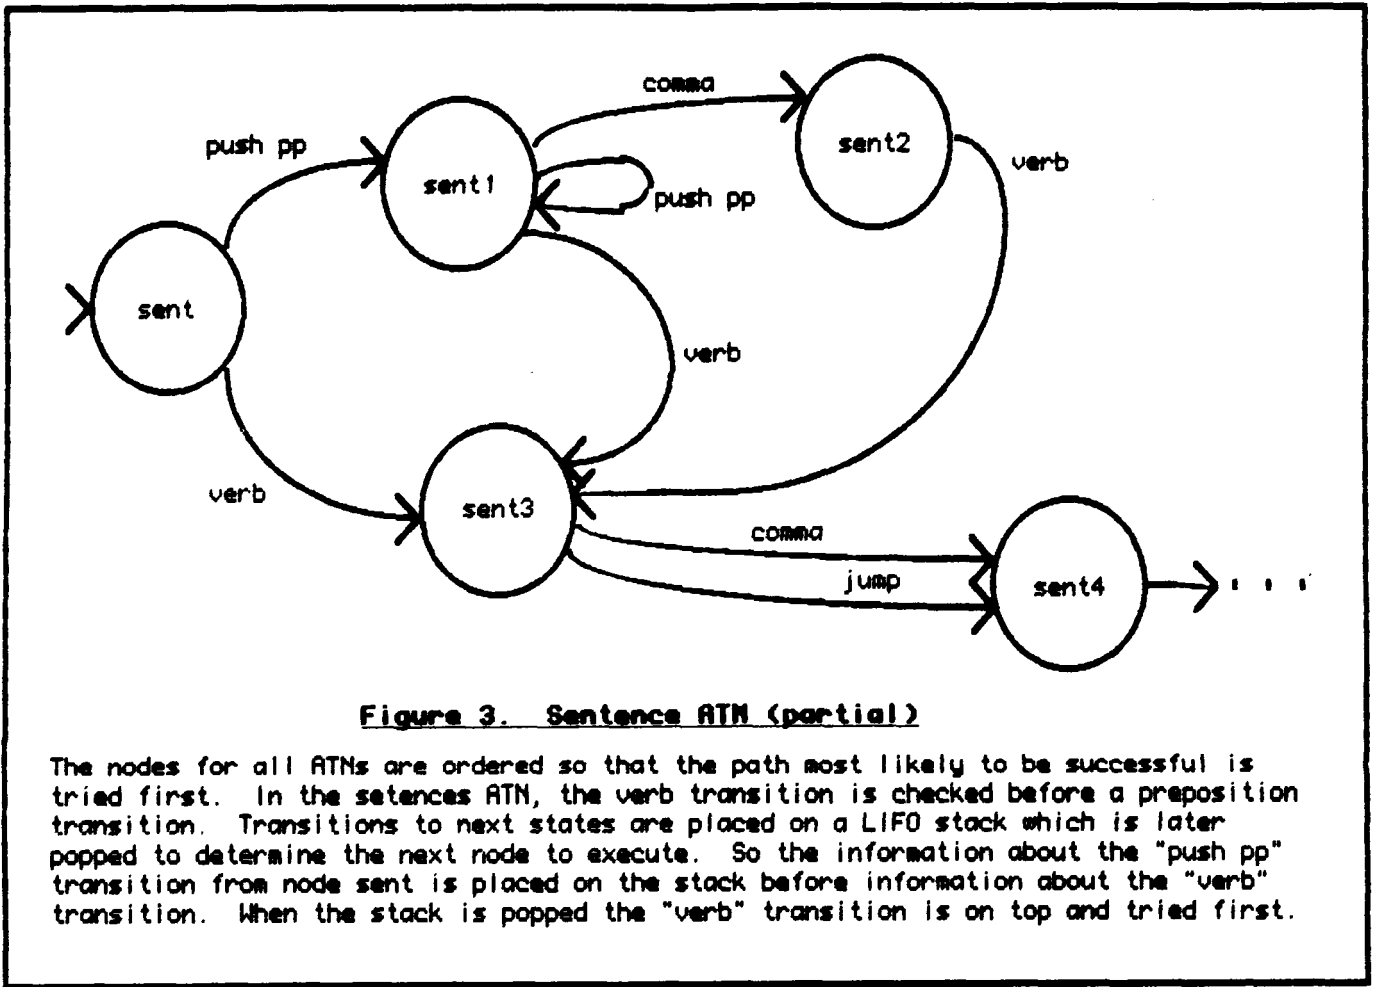 comma
push pp
sent1
sent2
verb
push pp
sent
verb
verb
sent3
comma
jump
sent4
. . .
Figure 3. Sentence ATN (partial)
The nodes for all ATNs are ordered so that the path most likely to be successful is
tried first. In the setences ATN, the verb transition is checked before a preposition
transition. Transitions to next states are placed on a LIFO stack which is later
popped to determine the next node to execute. So the information about the "push pp"
transition from node sent is placed on the stack before information about the "verb"
transition. When the stack is popped the "verb" transition is on top and tried first.